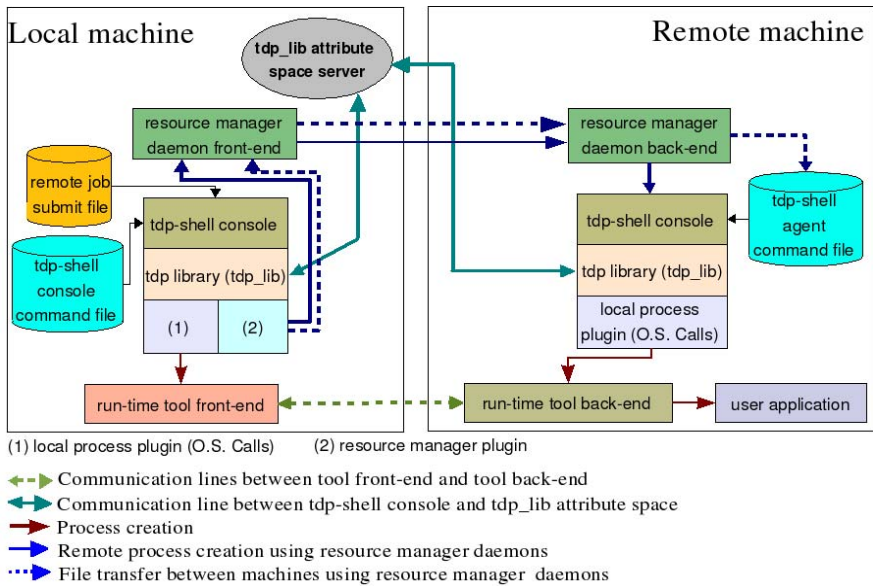 Local machine
Remote machine
tdp_lib attribute
space server
resource manager
daemon front-end
resource manager
daemon back-end
remote job
submit file
tdp-shell console
tdp-shell
console
command file
tdp library (tdp_lib)
(1)
(2)
tdp-shell console
tdp-shell
agent
command file
tdp library (tdp_lib)
local process
plugin (O.S. Calls)
run-time tool front-end
run-time tool back-end
user application
(1) local process plugin (O.S. Calls)
(2) resource manager plugin
Communication lines between tool front-end and tool back-end
Communication line between tdp-shell console and tdp_lib attribute space
Process creation
Remote process creation using resource manager daemons
File transfer between machines using resource manager daemons